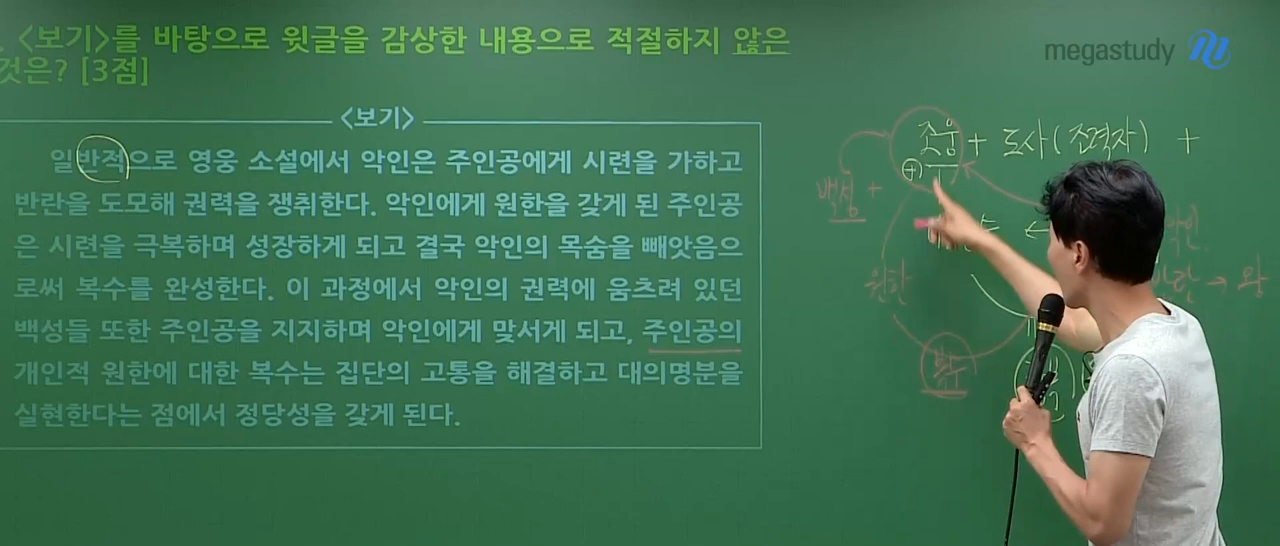 <보기>를 바탕으로 윗글을 감상한 내용으로 적절하지 않은
것은? [3점]
megastudy
<보기>
일반적으로 영웅 소설에서 악인은 주인공에게 시련을 가하고
반란을 도모해 권력을 쟁취한다. 악인에게 원한을 갖게 된 주인공
은 시련을 극복하며 성장하게 되고 결국 악인의 목숨을 빼앗음으
로써 복수를 완성한다. 이 과정에서 악인의 권력에 움츠려 있던
백성들 또한 주인공을 지지하며 악인에게 맞서게 되고, 주인공의
개인적 원한에 대한 복수는 집단의 고통을 해결하고 대의명분을
실현한다는 점에서 정당성을 갖게 된다.
조웅 + 도사(조력자) +
백성 +
원한
→ 왕